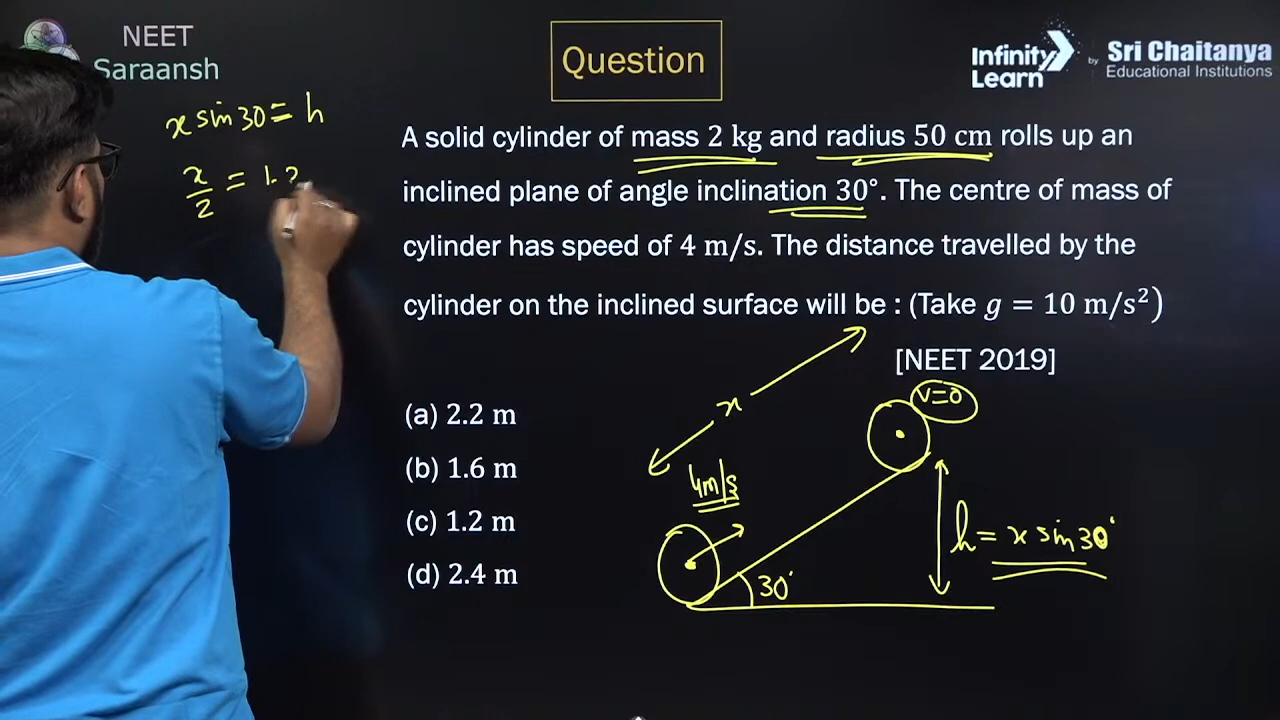 NEET
Saraansh
Question
Infinity Learn by Sri Chaitanya Educational Institutions
x sin 30 = h
x/2 = 1.2
A solid cylinder of mass 2 kg and radius 50 cm rolls up an
inclined plane of angle inclination 30°. The centre of mass of
cylinder has speed of 4 m/s. The distance travelled by the
cylinder on the inclined surface will be : (Take g = 10 m/s²)
[NEET 2019]
(a) 2.2 m
(b) 1.6 m
(c) 1.2 m
(d) 2.4 m
x
v=0
4m/s
h = x sin 30°
30°